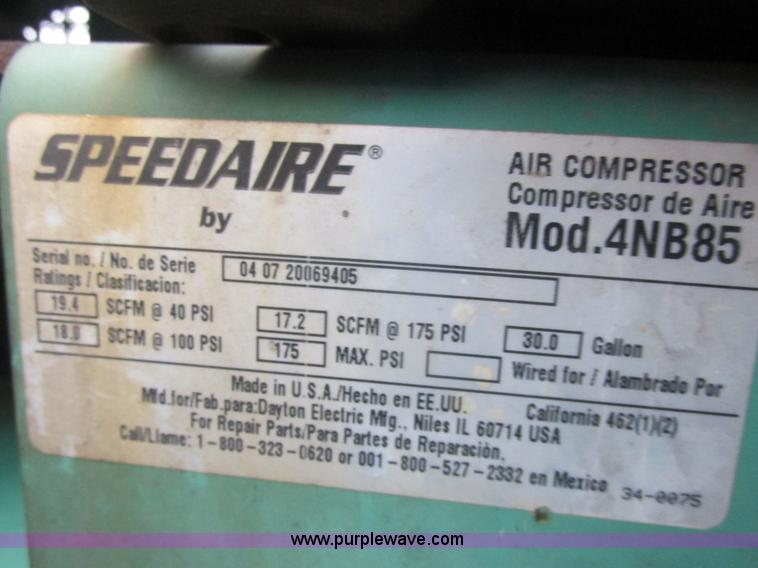 SPEEDAIRE®
by
AIR COMPRESSOR
Compressor de Aire
Mod.4NB85
Serial no. / No. de Serie 04 07 20069405
Ratings / Clasificacion:
19.4 SCFM @ 40 PSI 17.2 SCFM @ 175 PSI 30.0 Gallon
18.0 SCFM @ 100 PSI 175 MAX. PSI Wired for / Alambrado Por
Made in U.S.A./Hecho en EE.UU. California 462(1)(2)
Mfd.for/Fab.para:Dayton Electric Mfg., Niles IL 60714 USA
For Repair Parts/Para Partes de Reparación,
Call/Llame: 1-800-323-0620 or 001-800-527-2332 en Mexico 34-0075
www.purplewave.com